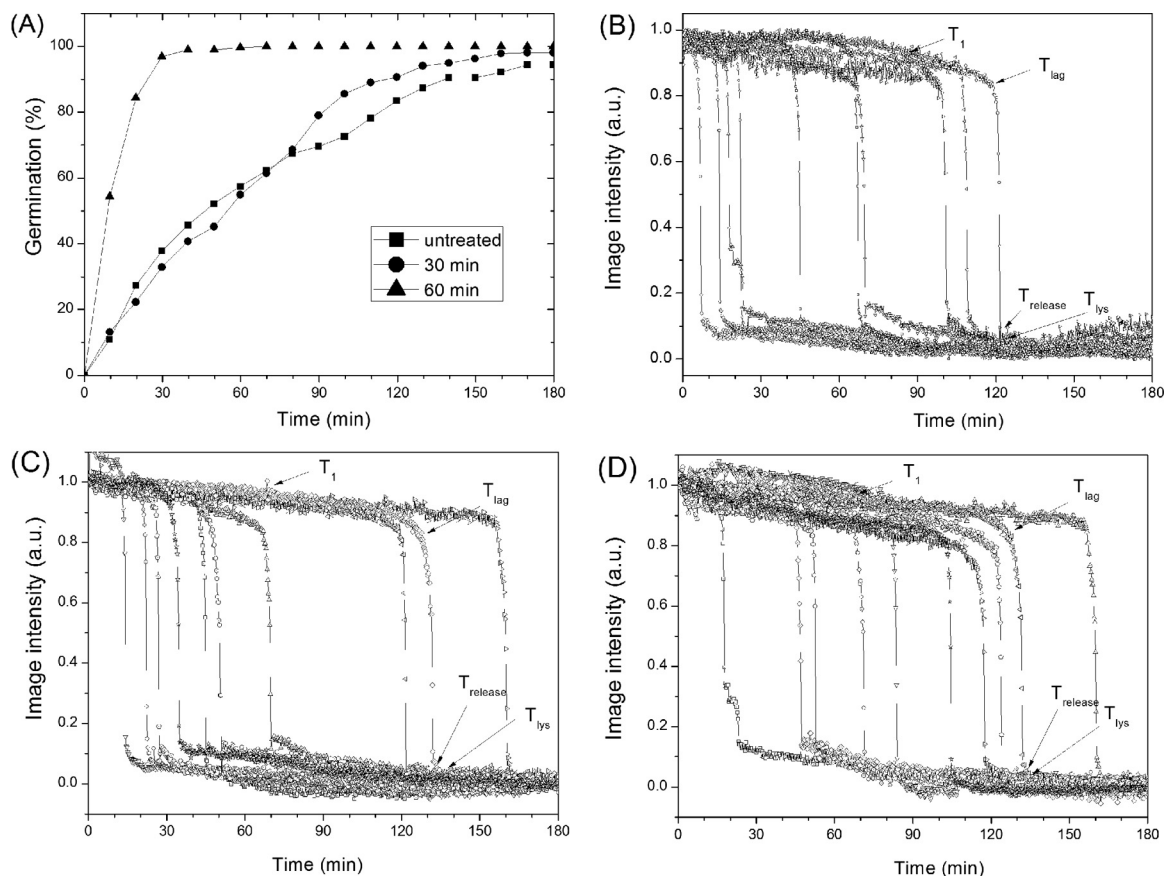 (A)
Germination (%)
100
80
60
40
20
0
untreated
30 min
60 min
0 30 60 90 120 150 180
Time (min)
(B)
Image intensity (a.u.)
1.0
0.8
0.6
0.4
0.2
0.0
T1
Tlag
Trelease
Tlys
0 30 60 90 120 150 180
Time (min)
(C)
Image intensity (a.u.)
1.0
0.8
0.6
0.4
0.2
0.0
T1
Tlag
Trelease
Tlys
0 30 60 90 120 150 180
Time (min)
(D)
Image intensity (a.u.)
1.0
0.8
0.6
0.4
0.2
0.0
T1
Tlag
Trelease
Tlys
0 30 60 90 120 150 180
Time (min)